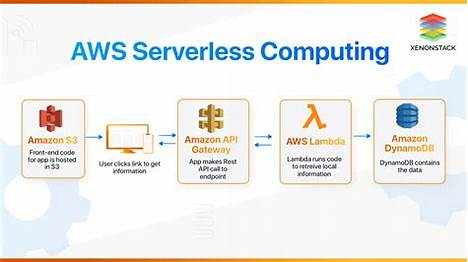 AWS Serverless Computing
XENONSTACK
Amazon S3
Front-end code
for app is hosted
in S3
User clicks link to get
information
Amazon API
Gateway
App makes Rest
API call to
endpoint
AWS Lambda
Lambda runs code
to retreive local
information
Amazon
DynamoDB
DynamoDB contains
the data